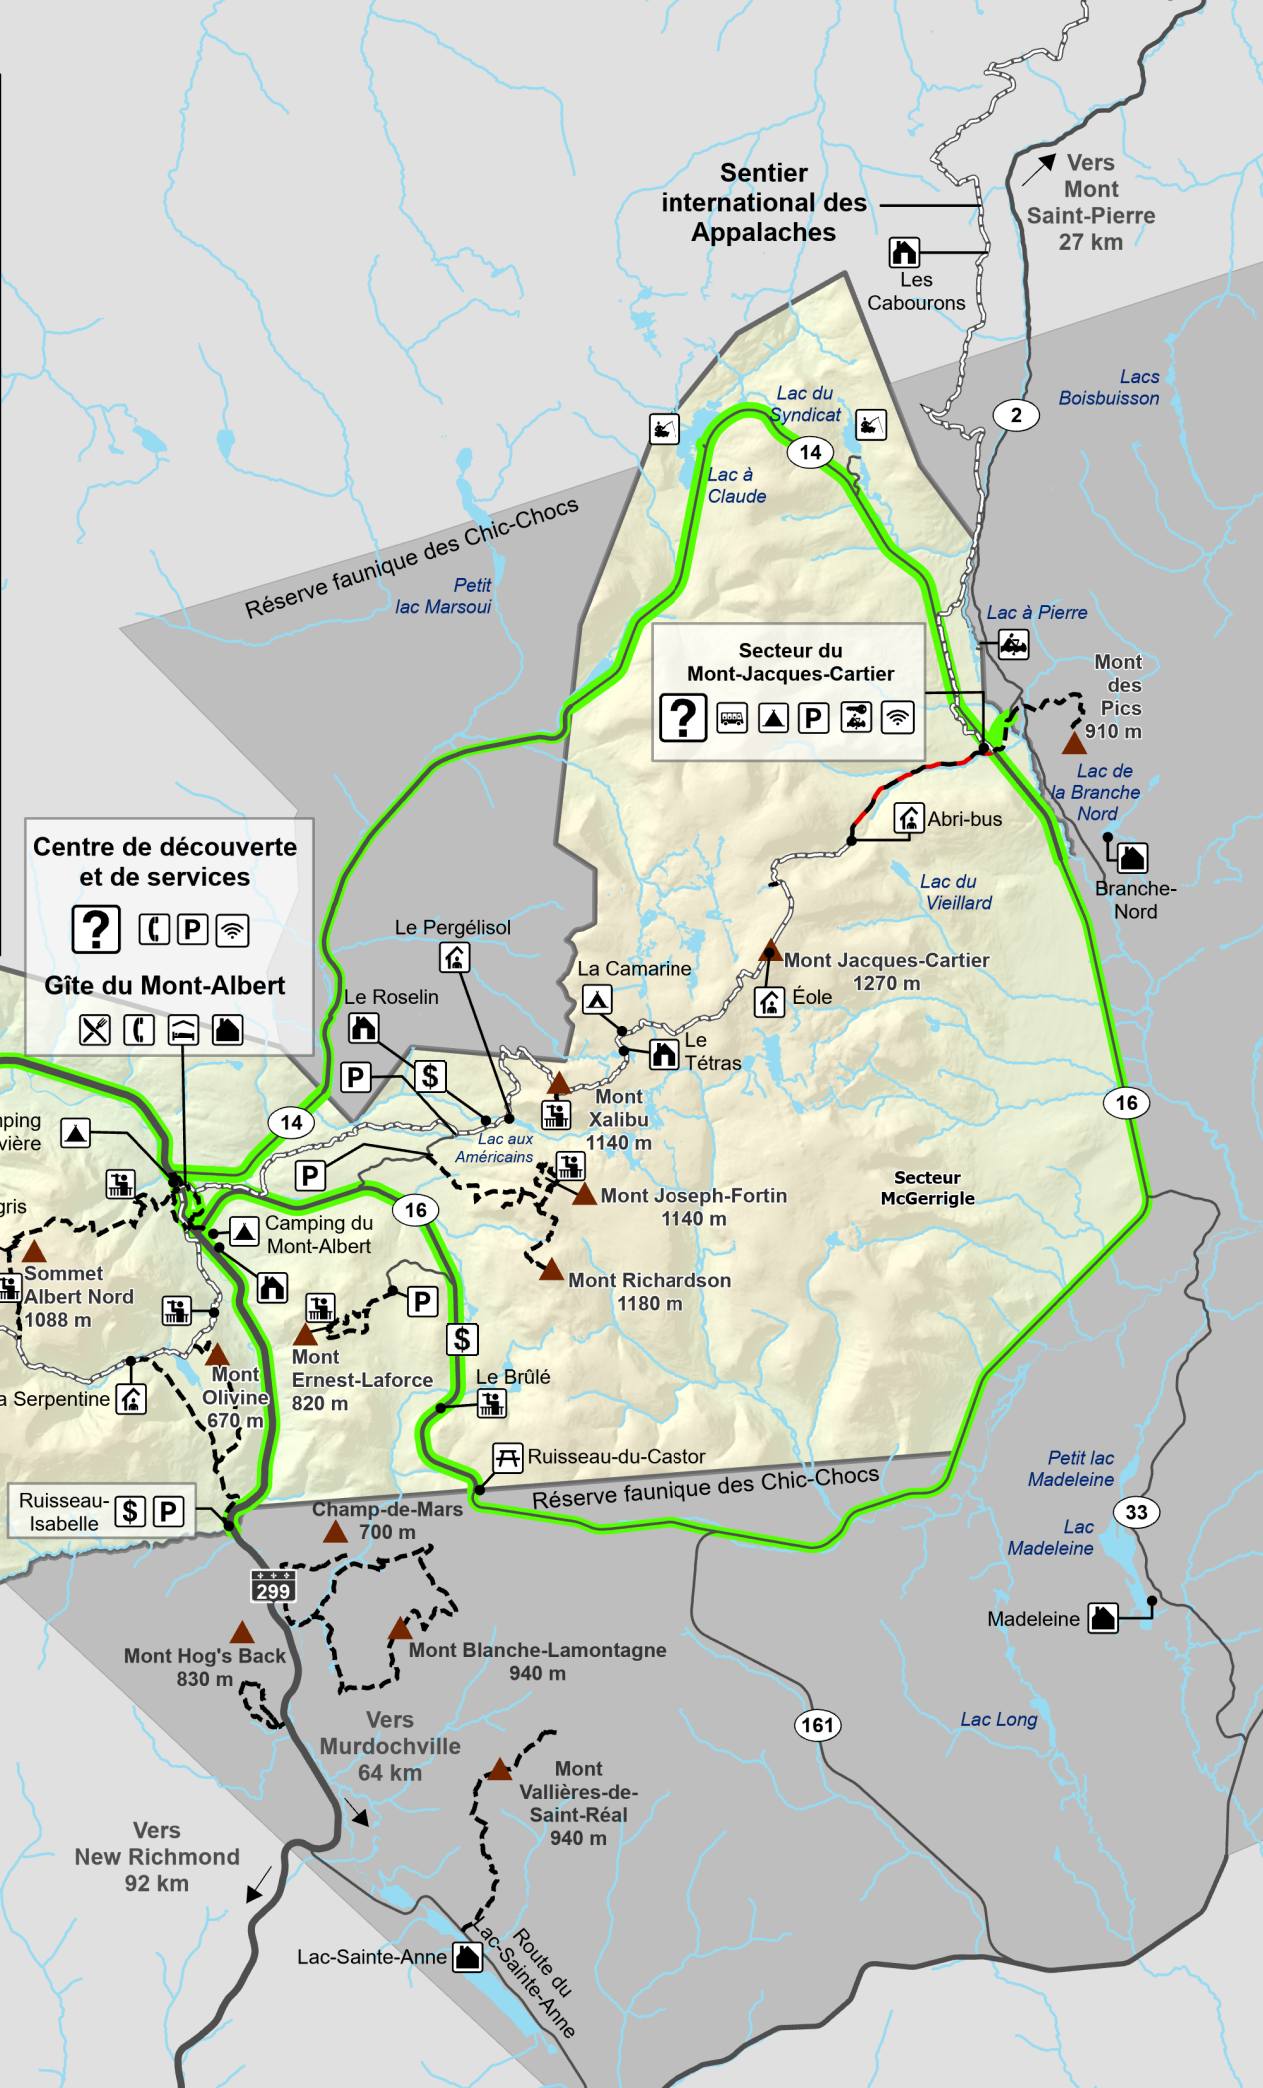 Sentier
international des
Appalaches
Vers
Mont
Saint-Pierre
27 km
Les
Cabourons
Lacs
Boisbuisson
2
Lac du
Syndicat
14
Lac à
Claude
Réserve faunique des Chic-Chocs
Petit
lac Marsoui
Lac à Pierre
Secteur du
Mont-Jacques-Cartier
?
P
Mont
des
Pics
910 m
Lac de
la Branche
Nord
Abri-bus
Branche-
Nord
Lac du
Vieillard
Centre de découverte
et de services
?
P
Gîte du Mont-Albert
Le Pergélisol
Le Roselin
La Camarine
Mont Jacques-Cartier
1270 m
Éole
Le
Tétras
P
$
Mont
Xalibu
1140 m
14
16
Lac aux
Américains
P
Secteur
McGerrigle
Mont Joseph-Fortin
1140 m
16
Camping du
Mont-Albert
Sommet
Albert Nord
1088 m
Mont Richardson
1180 m
P
$
Mont
Ernest-Laforce
820 m
Mont
Olivine
670 m
Le Brûlé
a Serpentine
Ruisseau-du-Castor
Réserve faunique des Chic-Chocs
Petit lac
Madeleine
33
Lac
Madeleine
Ruisseau-
Isabelle
$
P
Champ-de-Mars
700 m
299
Madeleine
Mont Hog's Back
830 m
Mont Blanche-Lamontagne
940 m
Lac Long
161
Vers
Murdochville
64 km
Mont
Vallières-de-
Saint-Réal
940 m
Vers
New Richmond
92 km
Lac-Sainte-Anne
Route du
Lac-Sainte-Anne